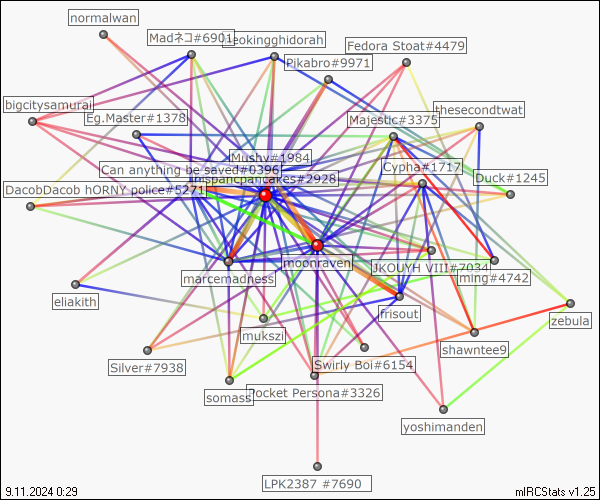 normalwan
Madネコ#6901
leokingghidorah
Fedora Stoat#4479
Pikabro#9971
bigcitysamurai
Eg.Master#1378
Majestic#3375
thesecondtwat
Mushy#1984
Can anything be saved#0396
Cypha#1717
mspancpancakes#2928
Duck#1245
DacobDacob hORNY police#5271
moonraven
JKOUYH VIII#7034
marcemadness
ming#4742
eliakith
frisout
zebula
mukszi
shawntee9
Silver#7938
Swirly Boi#6154
somass
Pocket Persona#3326
yoshimanden
LPK2387 #7690
9.11.2024 0:29
mIRCStats v1.25